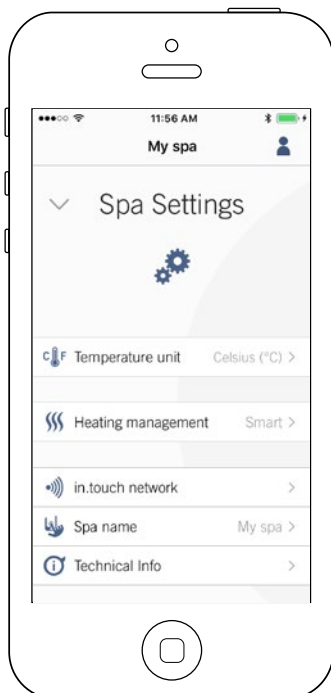 11:56 AM
My spa
Spa Settings
C F Temperature unit Celsius (°C) >
Heating management Smart >
in.touch network >
Spa name My spa >
Technical Info >